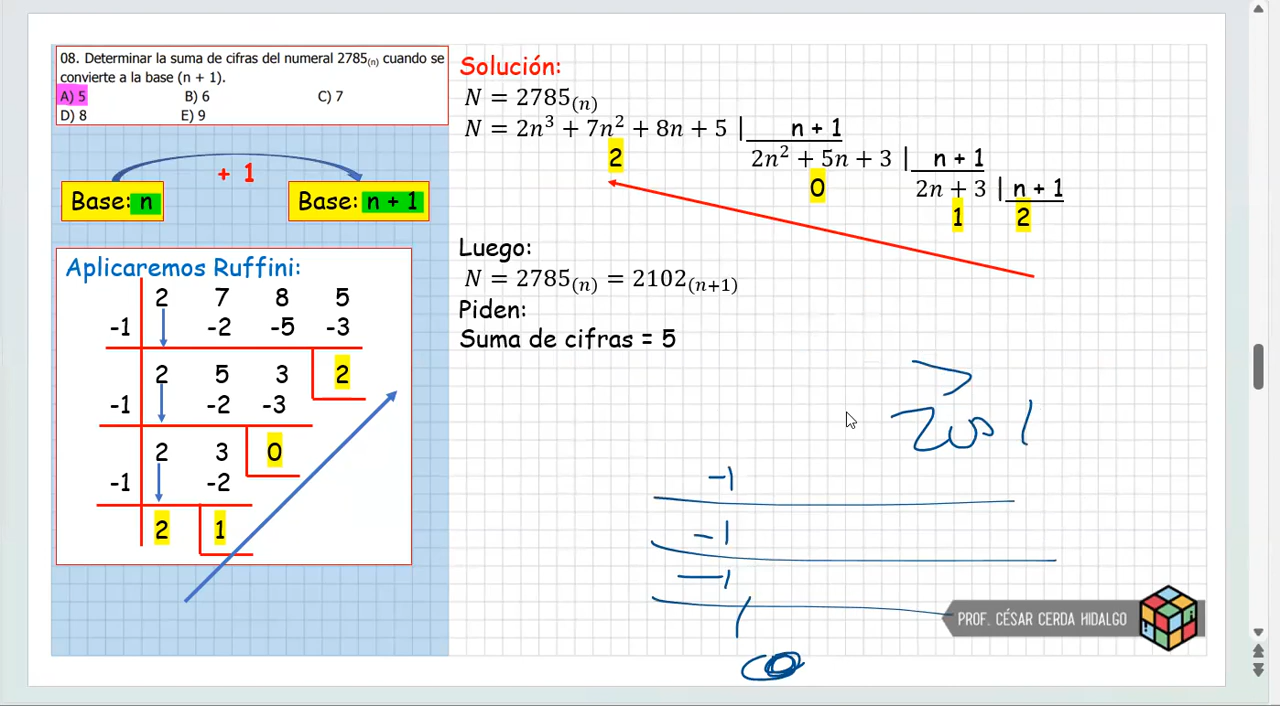 08. Determinar la suma de cifras del numeral 2785₍ₙ₎ cuando se
convierte a la base (n + 1).
A) 5 B) 6 C) 7
D) 8 E) 9
+ 1
Base: n Base: n + 1
Aplicaremos Ruffini:
2 7 8 5
-1 -2 -5 -3
2 5 3 2
-1 -2 -3
2 3 0
-1 -2
2 1
Solución:
N = 2785₍ₙ₎
N = 2n³ + 7n² + 8n + 5 | n + 1
2 2n² + 5n + 3 | n + 1
0 2n + 3 | n + 1
1 2
Luego:
N = 2785₍ₙ₎ = 2102₍ₙ₊₁₎
Piden:
Suma de cifras = 5
-1
-1
-1
PROF. CÉSAR CERDA HIDALGO